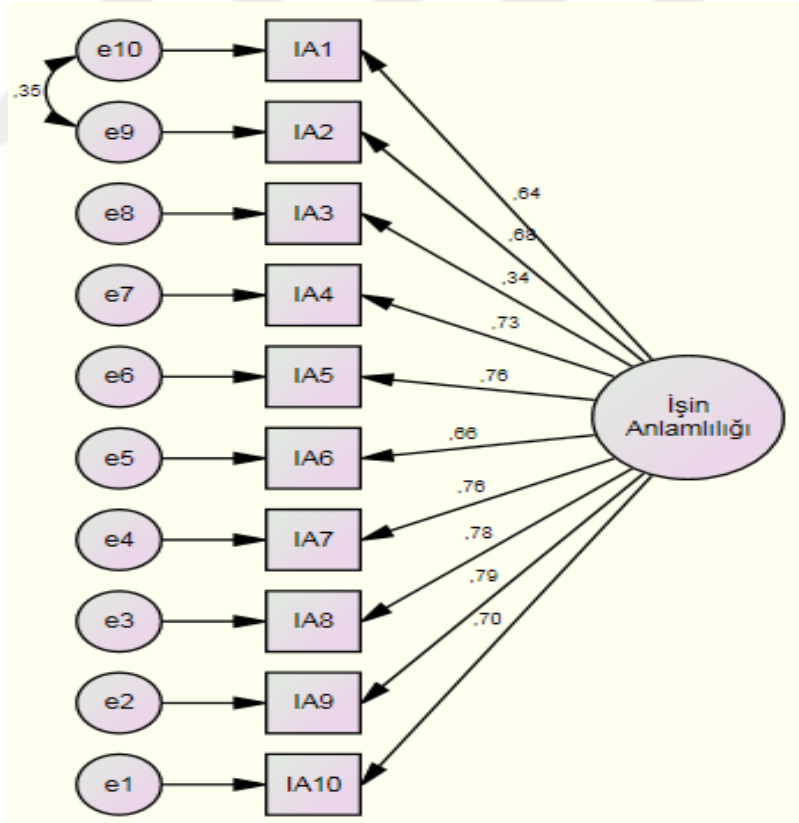 e10
IA1
,35
e9
IA2
e8
IA3
e7
IA4
e6
IA5
e5
IA6
e4
IA7
e3
IA8
e2
IA9
e1
IA10
,64
,68
,34
,73
,76
,66
,76
,78
,79
,70
İşin
Anlamlılığı